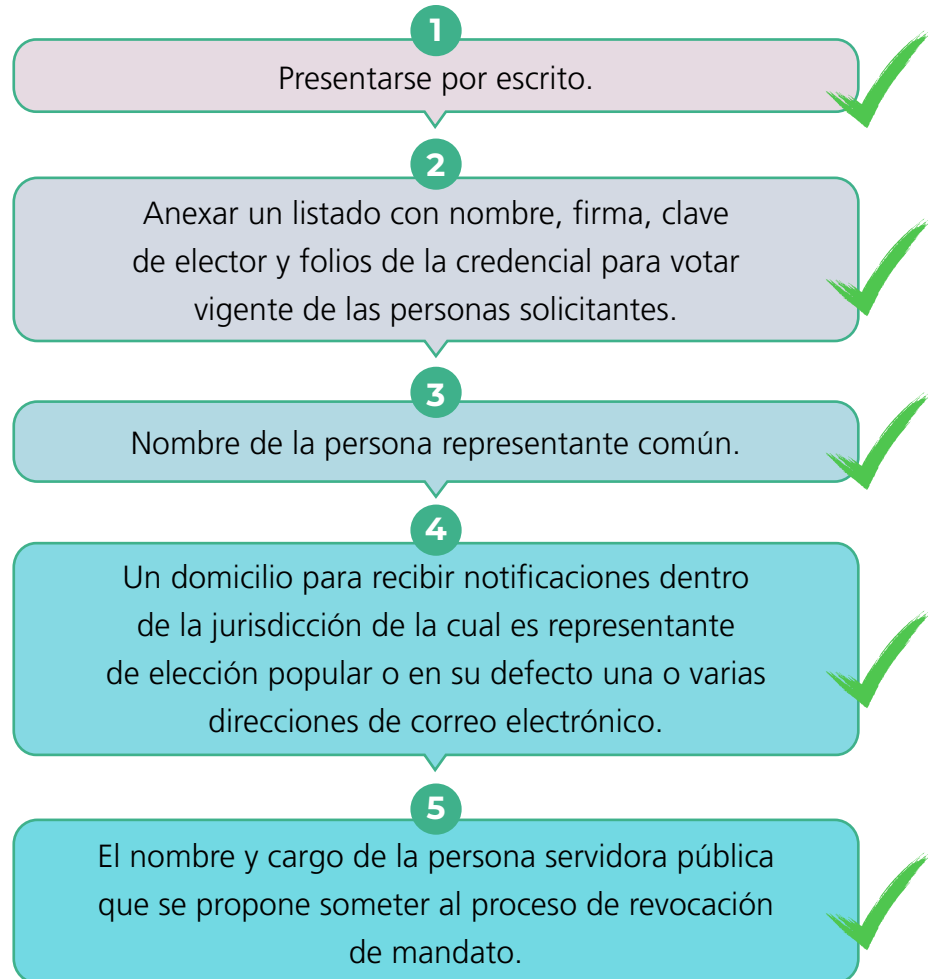 1
Presentarse por escrito.
2
Anexar un listado con nombre, firma, clave
de elector y folios de la credencial para votar
vigente de las personas solicitantes.
3
Nombre de la persona representante común.
4
Un domicilio para recibir notificaciones dentro
de la jurisdicción de la cual es representante
de elección popular o en su defecto una o varias
direcciones de correo electrónico.
5
El nombre y cargo de la persona servidora pública
que se propone someter al proceso de revocación
de mandato.